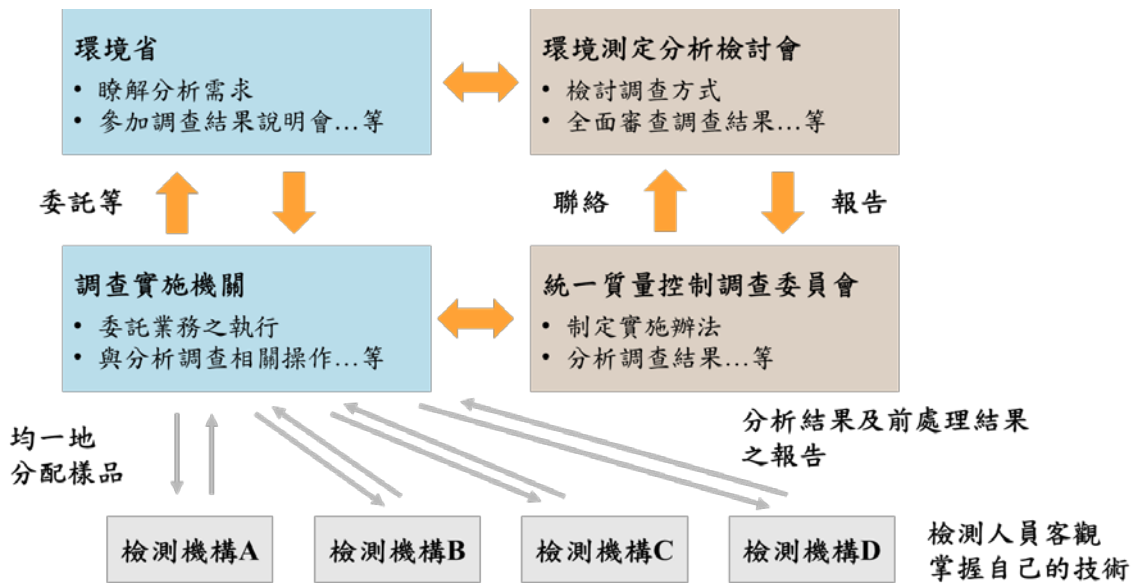 環境省
• 瞭解分析需求
• 參加調查結果說明會…等
環境測定分析檢討會
• 檢討調查方式
• 全面審查調查結果…等
委託等
聯絡
報告
調查實施機關
• 委託業務之執行
• 與分析調查相關操作…等
統一質量控制調查委員會
• 制定實施辦法
• 分析調查結果…等
均一地
分配樣品
分析結果及前處理結果
之報告
檢測機構A
檢測機構B
檢測機構C
檢測機構D
檢測人員客觀
掌握自己的技術